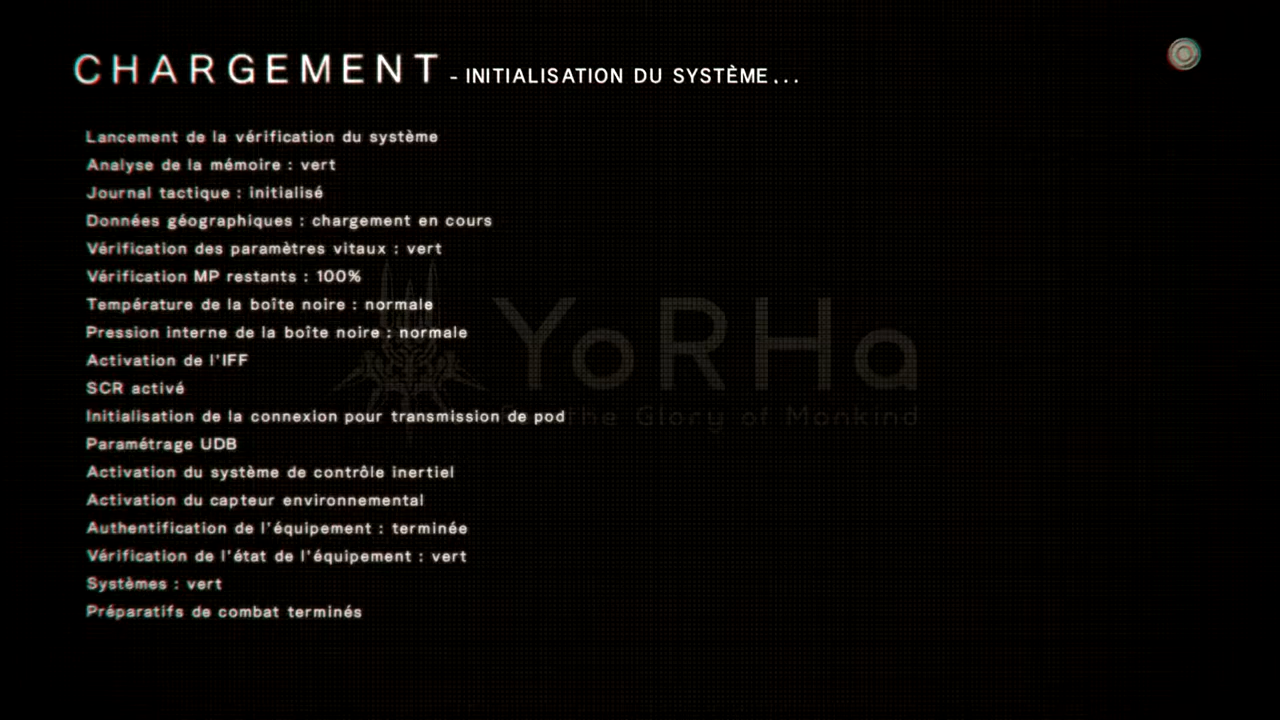 CHARGEMENT - INITIALISATION DU SYSTÈME...
Lancement de la vérification du système
Analyse de la mémoire : vert
Journal tactique : initialisé
Données géographiques : chargement en cours
Vérification des paramètres vitaux : vert
Vérification MP restants : 100%
Température de la boîte noire : normale
Pression interne de la boîte noire : normale
Activation de l'IFF
SCR activé
Initialisation de la connexion pour transmission de pod
Paramétrage UDB
Activation du système de contrôle inertiel
Activation du capteur environnemental
Authentification de l'équipement : terminée
Vérification de l'état de l'équipement : vert
Systèmes : vert
Préparatifs de combat terminés
YoRHa
the Glory of Mankind